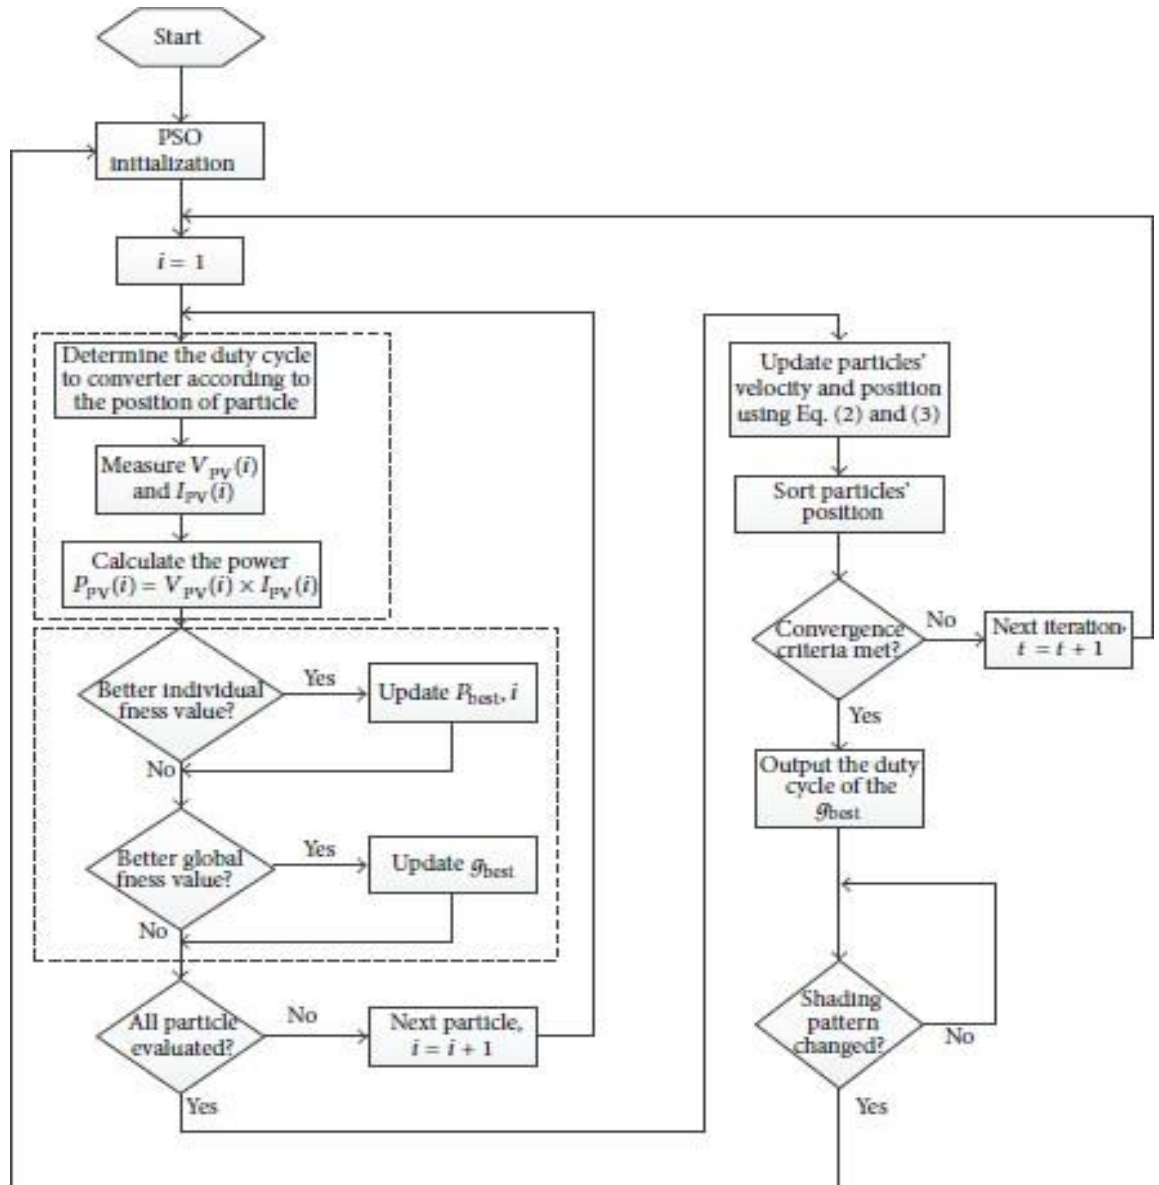 Start
PSO
initialization
i = 1
Determine the duty cycle
to converter according to
the position of particle
Measure V_PV(i)
and I_PV(i)
Calculate the power
P_PV(i) = V_PV(i) × I_PV(i)
Better individual
fness value?
Yes
Update P_best, i
No
Better global
fness value?
Yes
Update g_best
No
All particle
evaluated?
No
Next particle,
i = i + 1
Yes
Update particles'
velocity and position
using Eq. (2) and (3)
Sort particles'
position
Convergence
criteria met?
No
Next iteration,
t = t + 1
Yes
Output the duty
cycle of the
g_best
Shading
pattern
changed?
No
Yes